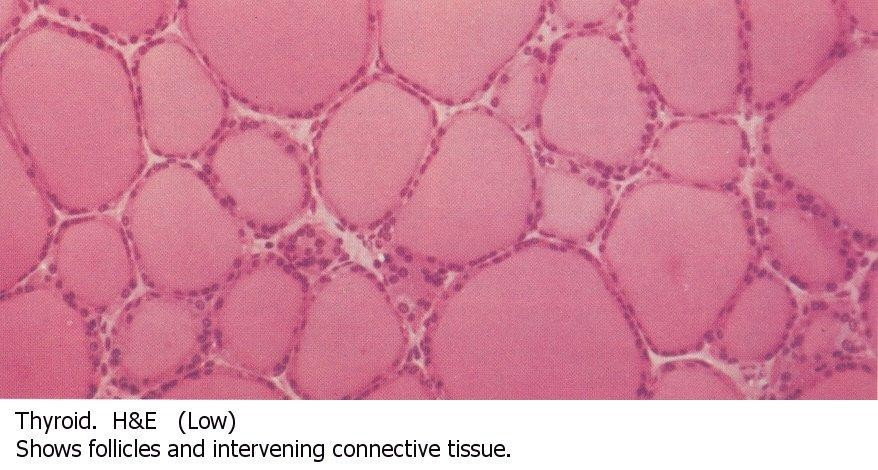 Thyroid.  H&E   (Low)
Shows follicles and intervening connective tissue.